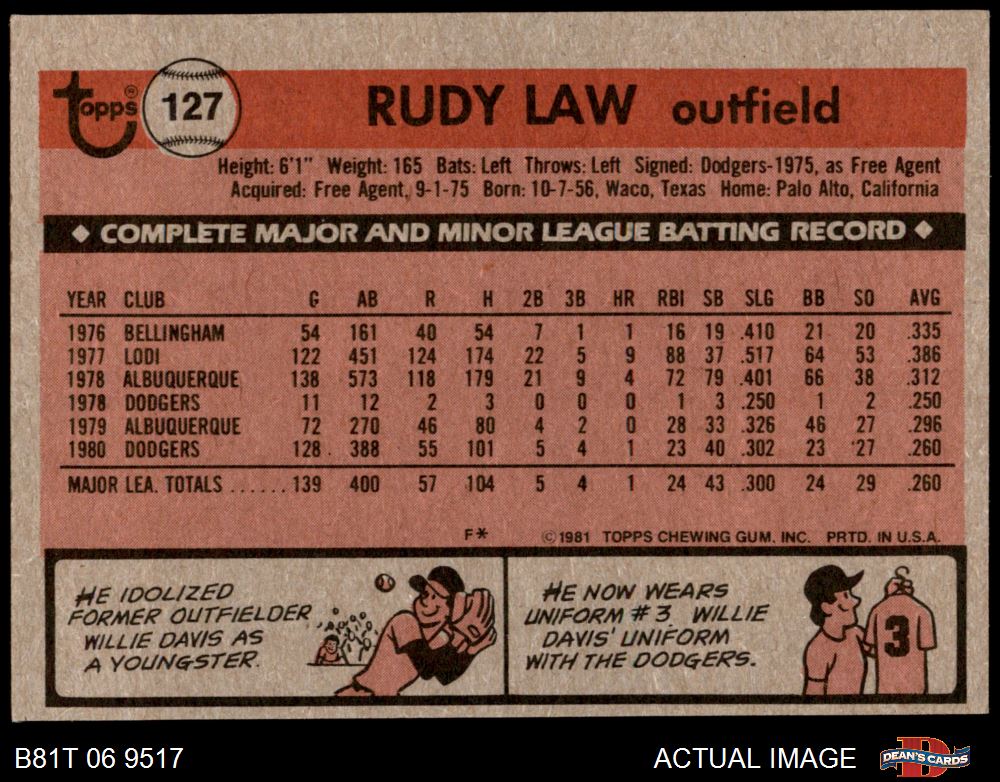 Topps®
127
RUDY LAW outfield
Height: 6'1" Weight: 165 Bats: Left Throws: Left Signed: Dodgers-1975, as Free Agent
Acquired: Free Agent, 9-1-75 Born: 10-7-56, Waco, Texas Home: Palo Alto, California
◆ COMPLETE MAJOR AND MINOR LEAGUE BATTING RECORD ◆
YEAR CLUB G AB R H 2B 3B HR RBI SB SLG BB SO AVG
1976 BELLINGHAM 54 161 40 54 7 1 1 16 19 .410 21 20 .335
1977 LODI 122 451 124 174 22 5 9 88 37 .517 64 53 .386
1978 ALBUQUERQUE 138 573 118 179 21 9 4 72 79 .401 66 38 .312
1978 DODGERS 11 12 2 3 0 0 0 1 3 .250 1 2 .250
1979 ALBUQUERQUE 72 270 46 80 4 2 0 28 33 .326 46 27 .296
1980 DODGERS 128 388 55 101 5 4 1 23 40 .302 23 27 .260
MAJOR LEA. TOTALS ...... 139 400 57 104 5 4 1 24 43 .300 24 29 .260
F* ©1981 TOPPS CHEWING GUM. INC. PRTD. IN U.S.A.
HE IDOLIZED
FORMER OUTFIELDER
WILLIE DAVIS AS
A YOUNGSTER.
HE NOW WEARS
UNIFORM #3, WILLIE
DAVIS' UNIFORM
WITH THE DODGERS.
3
B81T 06 9517 ACTUAL IMAGE
DEAN'S CARDS